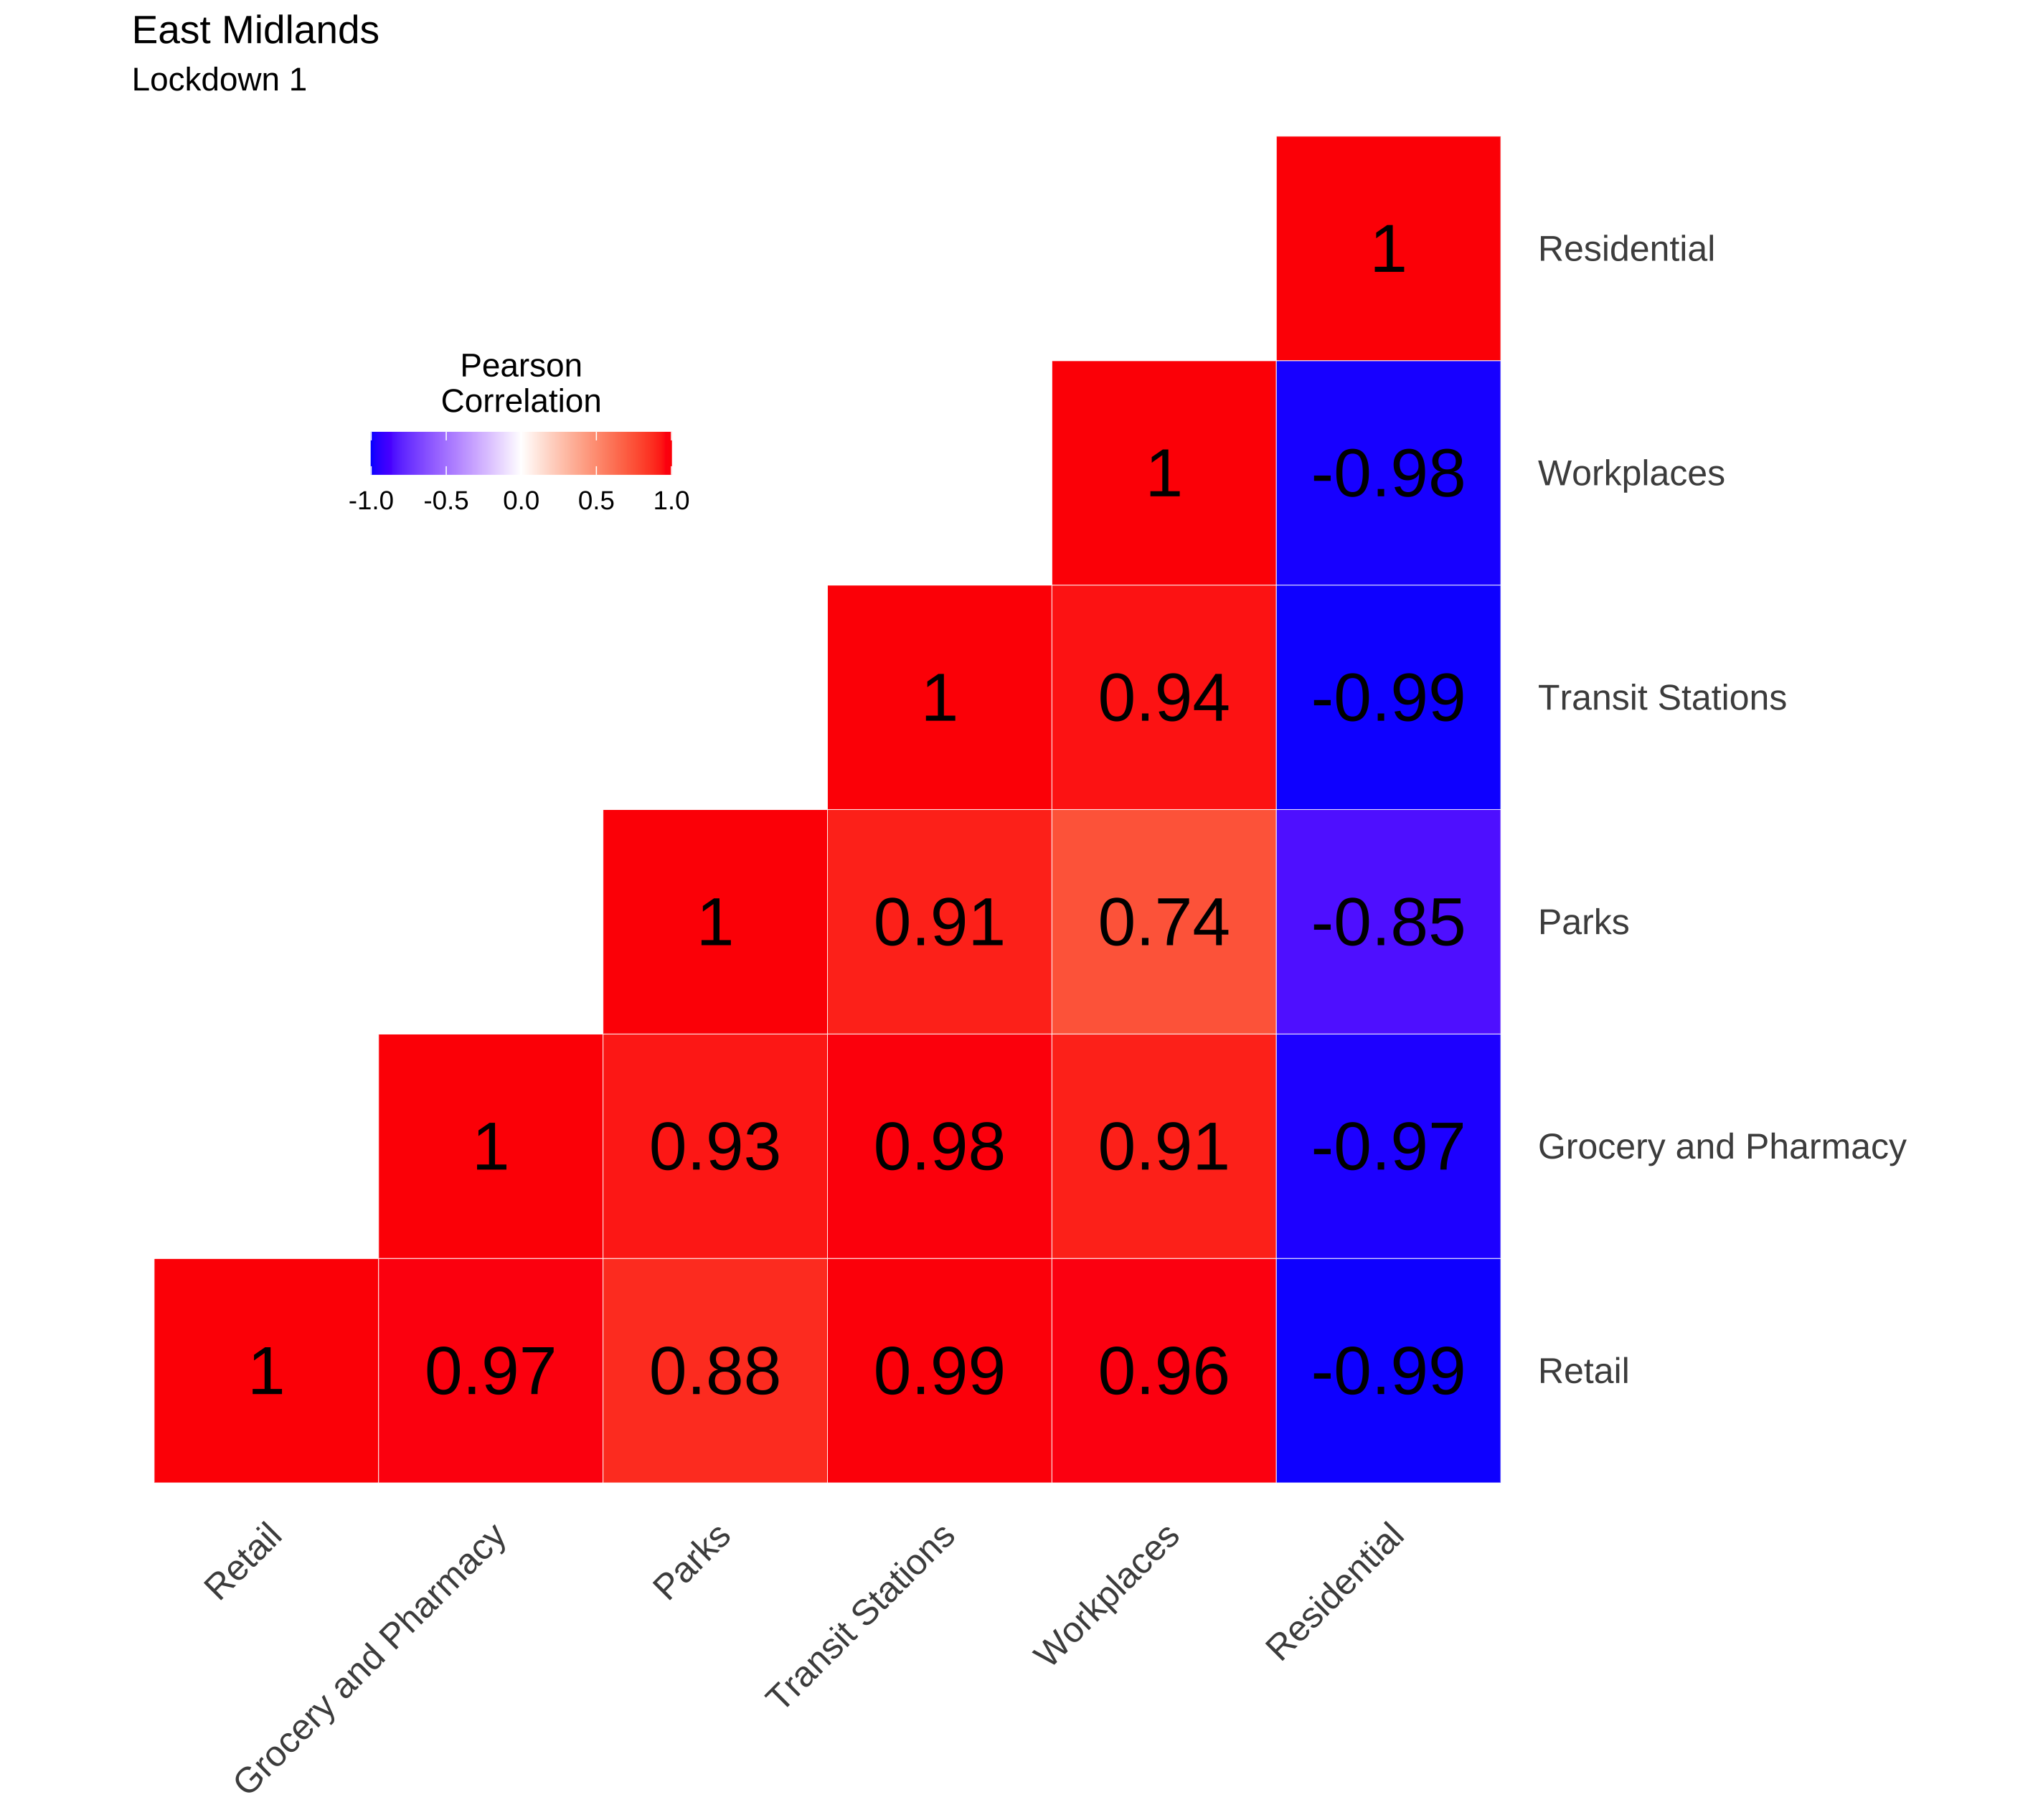 East Midlands
Lockdown 1
Pearson
Correlation
-1.0 -0.5 0.0 0.5 1.0
1 Residential
1 -0.98 Workplaces
1 0.94 -0.99 Transit Stations
1 0.91 0.74 -0.85 Parks
1 0.93 0.98 0.91 -0.97 Grocery and Pharmacy
1 0.97 0.88 0.99 0.96 -0.99 Retail
Retail
Grocery and Pharmacy
Parks
Transit Stations
Workplaces
Residential